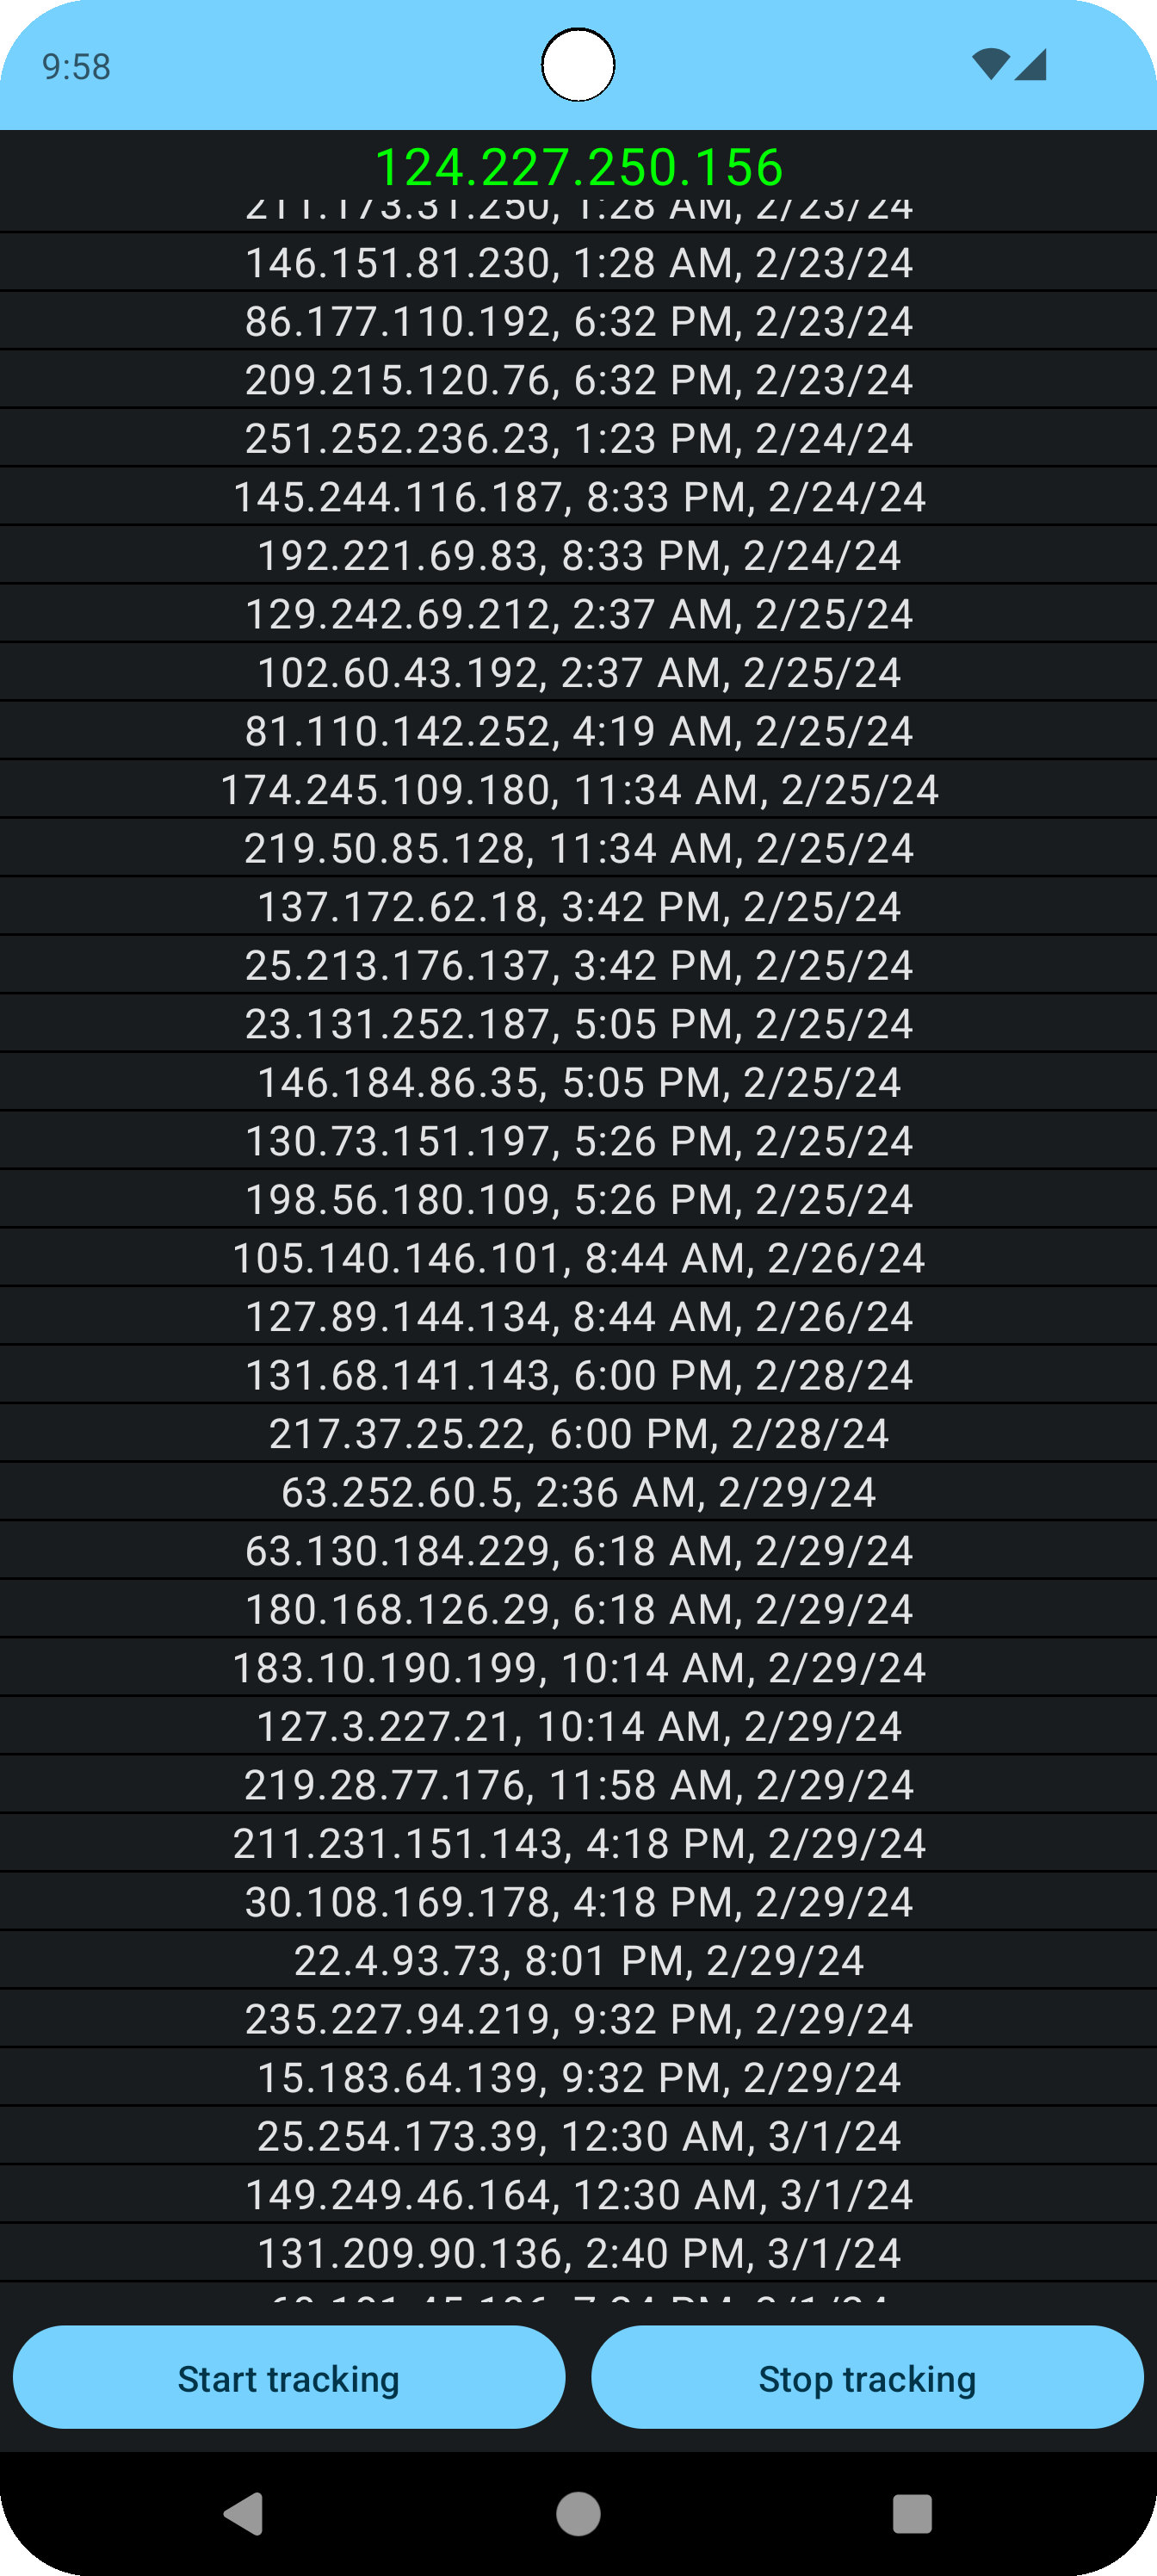 9:58
124.227.250.156
211.173.31.250, 1:28 AM, 2/23/24
146.151.81.230, 1:28 AM, 2/23/24
86.177.110.192, 6:32 PM, 2/23/24
209.215.120.76, 6:32 PM, 2/23/24
251.252.236.23, 1:23 PM, 2/24/24
145.244.116.187, 8:33 PM, 2/24/24
192.221.69.83, 8:33 PM, 2/24/24
129.242.69.212, 2:37 AM, 2/25/24
102.60.43.192, 2:37 AM, 2/25/24
81.110.142.252, 4:19 AM, 2/25/24
174.245.109.180, 11:34 AM, 2/25/24
219.50.85.128, 11:34 AM, 2/25/24
137.172.62.18, 3:42 PM, 2/25/24
25.213.176.137, 3:42 PM, 2/25/24
23.131.252.187, 5:05 PM, 2/25/24
146.184.86.35, 5:05 PM, 2/25/24
130.73.151.197, 5:26 PM, 2/25/24
198.56.180.109, 5:26 PM, 2/25/24
105.140.146.101, 8:44 AM, 2/26/24
127.89.144.134, 8:44 AM, 2/26/24
131.68.141.143, 6:00 PM, 2/28/24
217.37.25.22, 6:00 PM, 2/28/24
63.252.60.5, 2:36 AM, 2/29/24
63.130.184.229, 6:18 AM, 2/29/24
180.168.126.29, 6:18 AM, 2/29/24
183.10.190.199, 10:14 AM, 2/29/24
127.3.227.21, 10:14 AM, 2/29/24
219.28.77.176, 11:58 AM, 2/29/24
211.231.151.143, 4:18 PM, 2/29/24
30.108.169.178, 4:18 PM, 2/29/24
22.4.93.73, 8:01 PM, 2/29/24
235.227.94.219, 9:32 PM, 2/29/24
15.183.64.139, 9:32 PM, 2/29/24
25.254.173.39, 12:30 AM, 3/1/24
149.249.46.164, 12:30 AM, 3/1/24
131.209.90.136, 2:40 PM, 3/1/24
Start tracking
Stop tracking